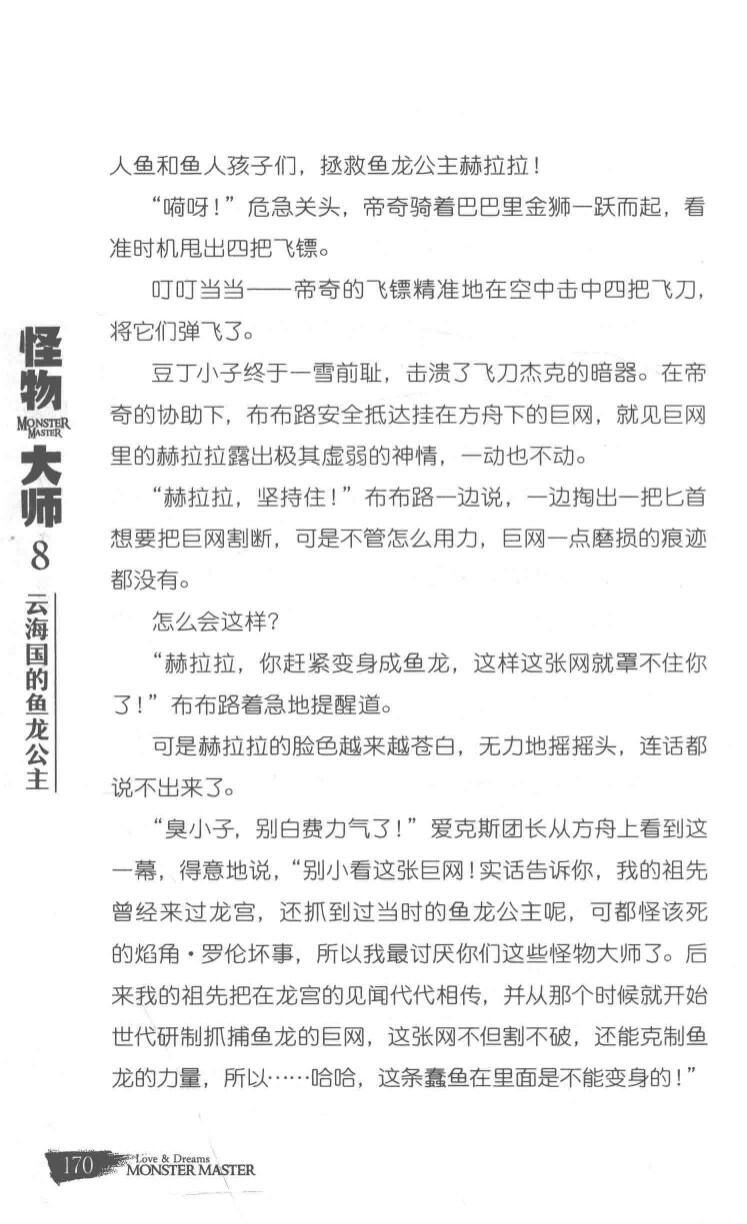 人鱼和鱼人孩子们，拯救鱼龙公主赫拉拉！
“嗬呀！”危急关头，帝奇骑着巴巴里金狮一跃而起，看
准时机甩出四把飞镖。
叮叮当当——帝奇的飞镖精准地在空中击中四把飞刀，
将它们弹飞了。
豆丁小子终于一雪前耻，击溃了飞刀杰克的暗器。在帝
奇的协助下，布布路安全抵达挂在方舟下的巨网，就见巨网
里的赫拉拉露出极其虚弱的神情，一动也不动。
“赫拉拉，坚持住！”布布路一边说，一边掏出一把匕首
想要把巨网割断，可是不管怎么用力，巨网一点磨损的痕迹
都没有。
怎么会这样？
“赫拉拉，你赶紧变身成鱼龙，这样这张网就罩不住你
了！”布布路着急地提醒道。
可是赫拉拉的脸色越来越苍白，无力地摇摇头，连话都
说不出来了。
“臭小子，别白费力气了！”爱克斯团长从方舟上看到这
一幕，得意地说，“别小看这张巨网！实话告诉你，我的祖先
曾经来过龙宫，还抓到过当时的鱼龙公主呢，可都怪该死
的焰角·罗伦坏事，所以我最讨厌你们这些怪物大师了。后
来我的祖先把在龙宫的见闻代代相传，并从那个时候就开始
世代研制抓捕鱼龙的巨网，这张网不但割不破，还能克制鱼
龙的力量，所以……哈哈，这条蠢鱼在里面是不能变身的！”
怪物
MONSTER
MASTER
大师
8
云海国的鱼龙公主
170
Love & Dreams
MONSTER MASTER